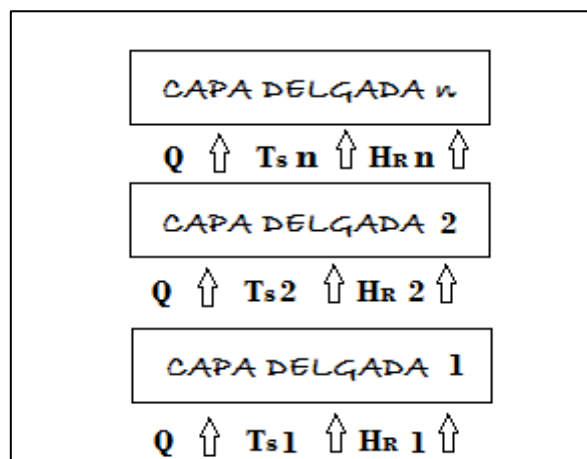 CAPA DELGADA n
Q Ts n HR n
CAPA DELGADA 2
Q Ts 2 HR 2
CAPA DELGADA 1
Q Ts 1 HR 1